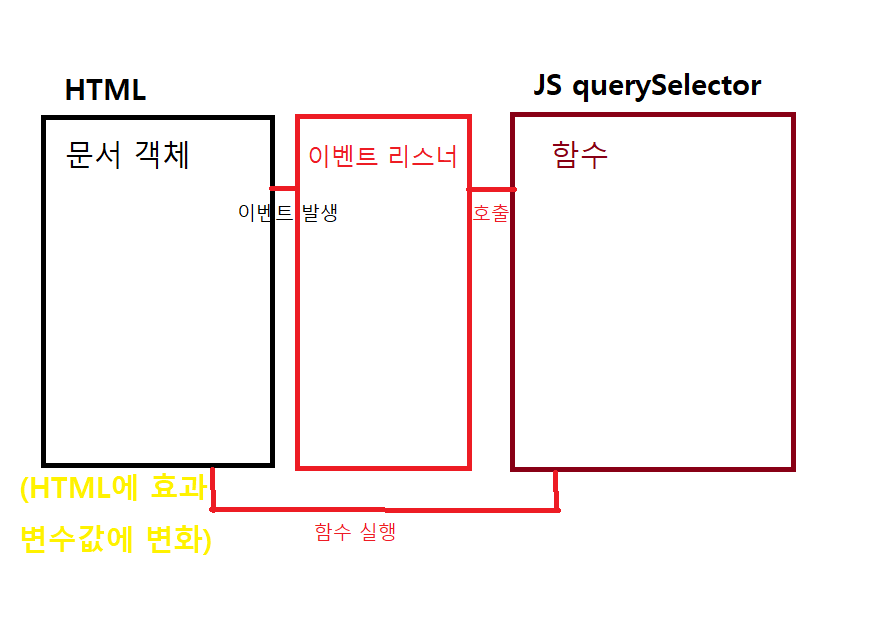 HTML
JS querySelector
문서 객체
이벤트 리스너
함수
이벤트 발생
호출
(HTML에 효과
변수값에 변화)
함수 실행